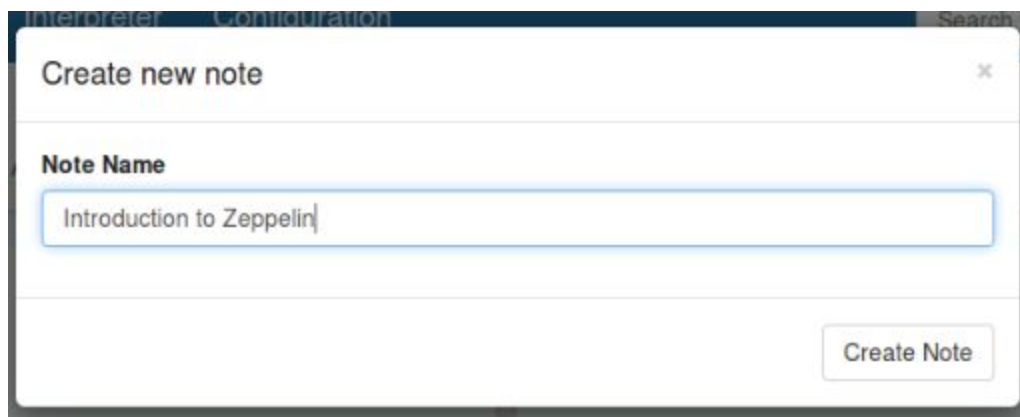 Interpreter Configuration Search
Create new note ×
Note Name
Introduction to Zeppelin
Create Note